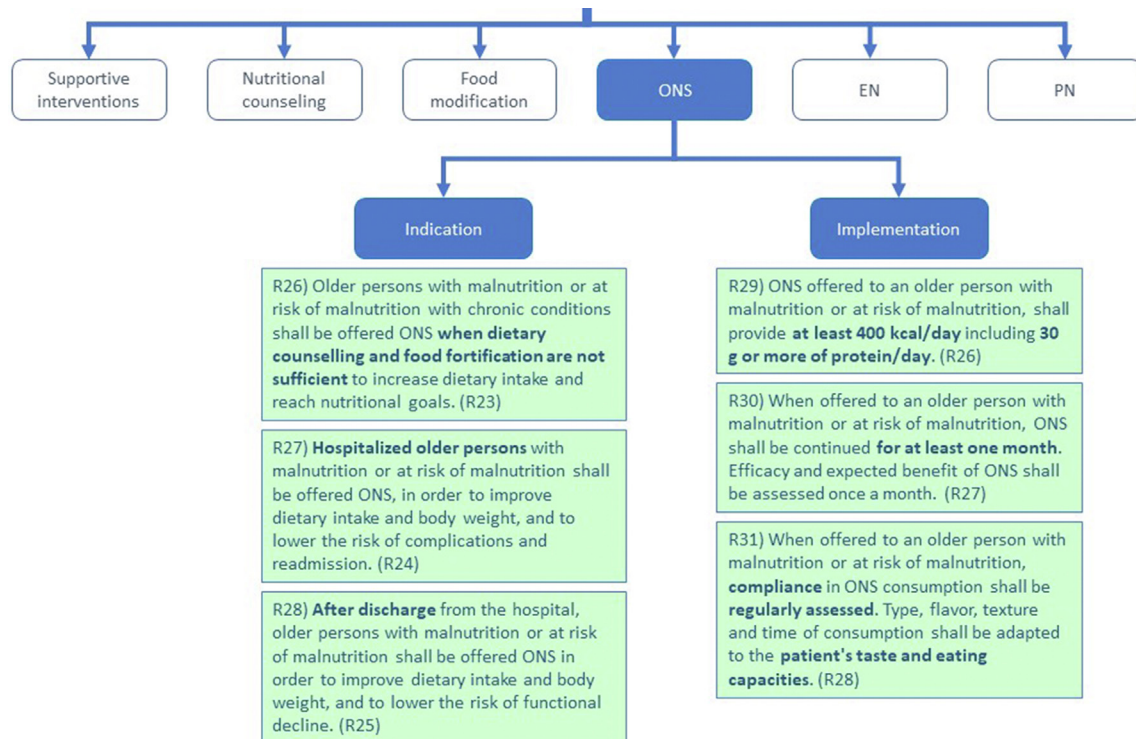 Supportive
interventions
Nutritional
counseling
Food
modification
ONS
EN
PN
Indication
Implementation
R26) Older persons with malnutrition or at
risk of malnutrition with chronic conditions
shall be offered ONS when dietary
counselling and food fortification are not
sufficient to increase dietary intake and
reach nutritional goals. (R23)
R27) Hospitalized older persons with
malnutrition or at risk of malnutrition shall
be offered ONS, in order to improve
dietary intake and body weight, and to
lower the risk of complications and
readmission. (R24)
R28) After discharge from the hospital,
older persons with malnutrition or at risk
of malnutrition shall be offered ONS in
order to improve dietary intake and body
weight, and to lower the risk of functional
decline. (R25)
R29) ONS offered to an older person with
malnutrition or at risk of malnutrition, shall
provide at least 400 kcal/day including 30
g or more of protein/day. (R26)
R30) When offered to an older person with
malnutrition or at risk of malnutrition, ONS
shall be continued for at least one month.
Efficacy and expected benefit of ONS shall
be assessed once a month. (R27)
R31) When offered to an older person with
malnutrition or at risk of malnutrition,
compliance in ONS consumption shall be
regularly assessed. Type, flavor, texture
and time of consumption shall be adapted
to the patient's taste and eating
capacities. (R28)